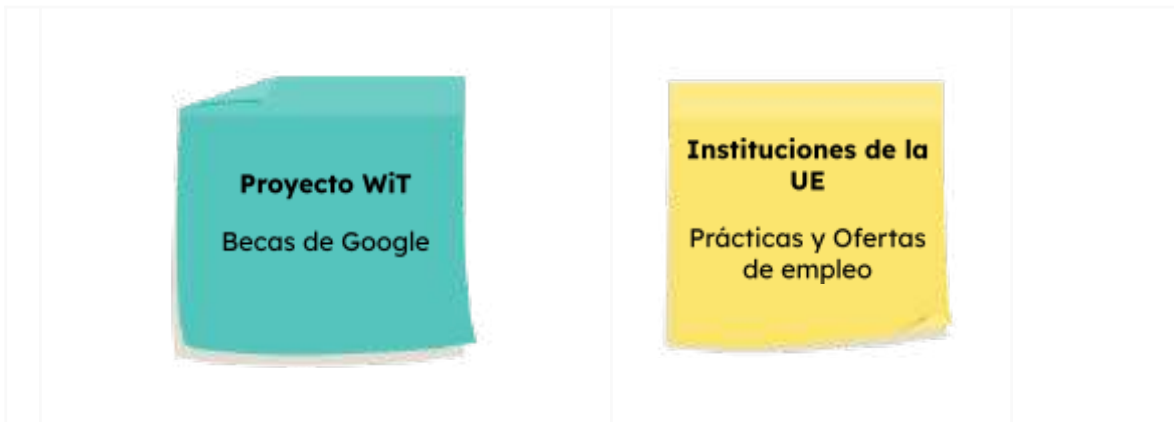 Proyecto WiT
Becas de Google
Instituciones de la
UE
Prácticas y Ofertas
de empleo